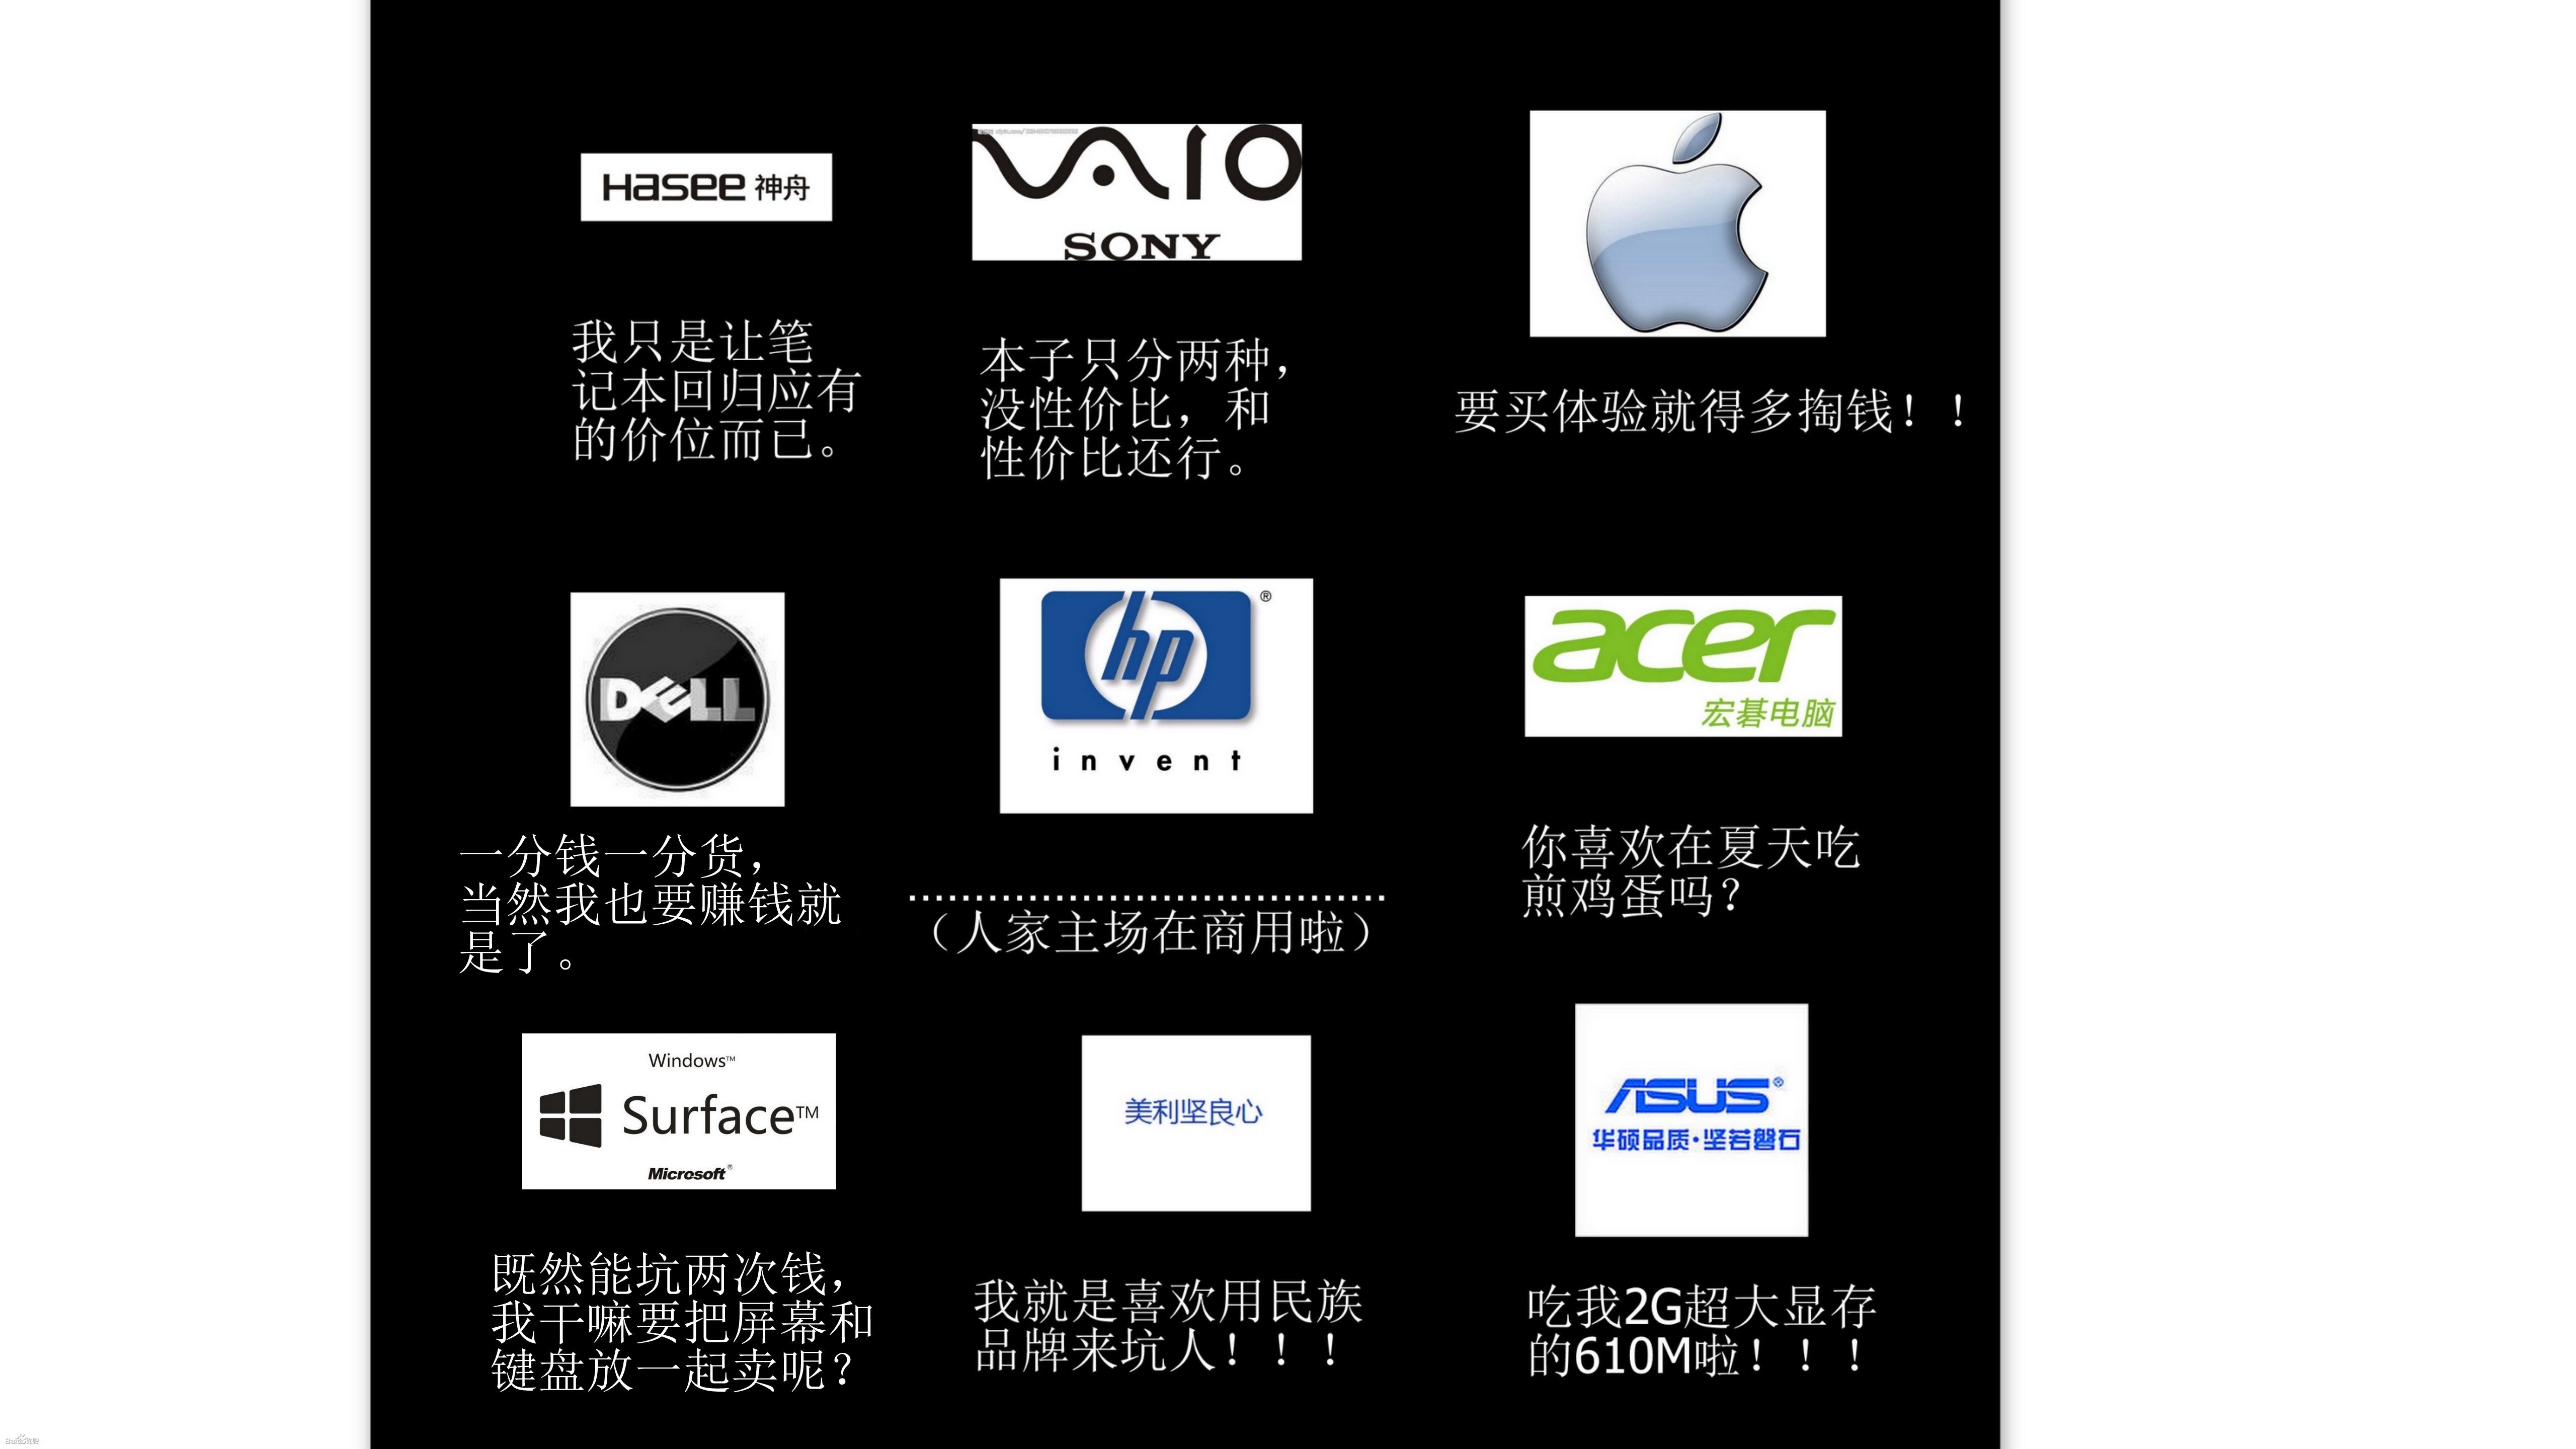 Hasee 神舟
我只是让笔
记本回归应有
的价位而已。
VAIO
SONY
本子只分两种，
没性价比，和
性价比还行。
要买体验就得多掏钱！！
DELL
一分钱一分货，
当然我也要赚钱就
是了。
hp®
invent
....................................
（人家主场在商用啦）
acer
宏碁电脑
你喜欢在夏天吃
煎鸡蛋吗？
Windows™
Surface™
Microsoft®
既然能坑两次钱，
我干嘛要把屏幕和
键盘放一起卖呢？
美利坚良心
我就是喜欢用民族
品牌来坑人！！！
ASUS®
华硕品质·坚若磐石
吃我2G超大显存
的610M啦！！！